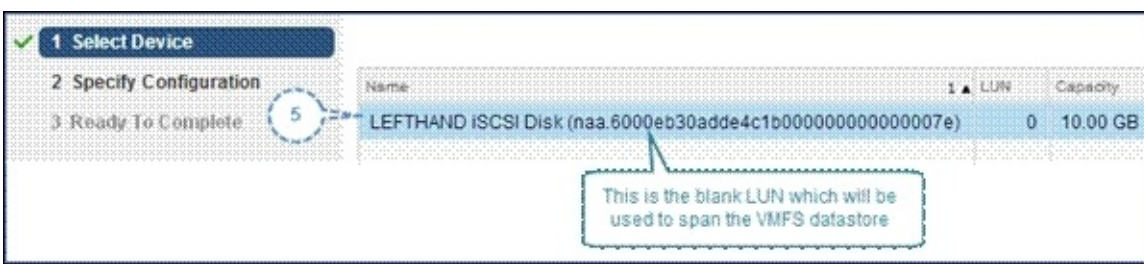 1 Select Device
2 Specify Configuration
3 Ready To Complete
5
Name 1 ▲ LUN Capacity
LEFTHAND iSCSI Disk (naa.6000eb30adde4c1b000000000000007e) 0 10.00 GB
This is the blank LUN which will be
used to span the VMFS datastore